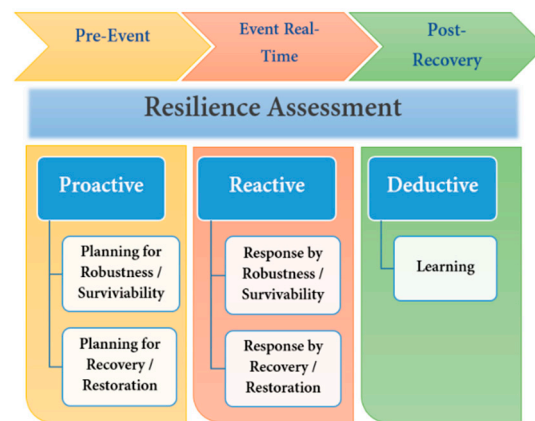 Pre-Event
Event Real-
Time
Post-
Recovery
Resilience Assessment
Proactive
Planning for
Robustness /
Surviviability
Planning for
Recovery /
Restoration
Reactive
Response by
Robustness /
Survivability
Response by
Recovery /
Restoration
Deductive
Learning